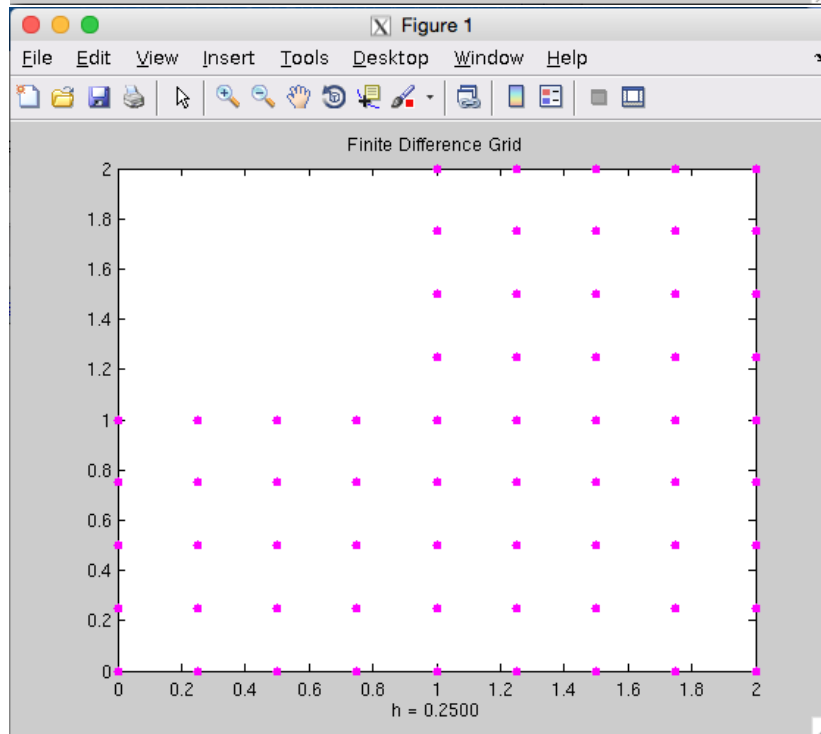 Figure 1
File Edit View Insert Tools Desktop Window Help
Finite Difference Grid
2
1.8
1.6
1.4
1.2
1
0.8
0.6
0.4
0.2
0
0 0.2 0.4 0.6 0.8 1 1.2 1.4 1.6 1.8 2
h = 0.2500